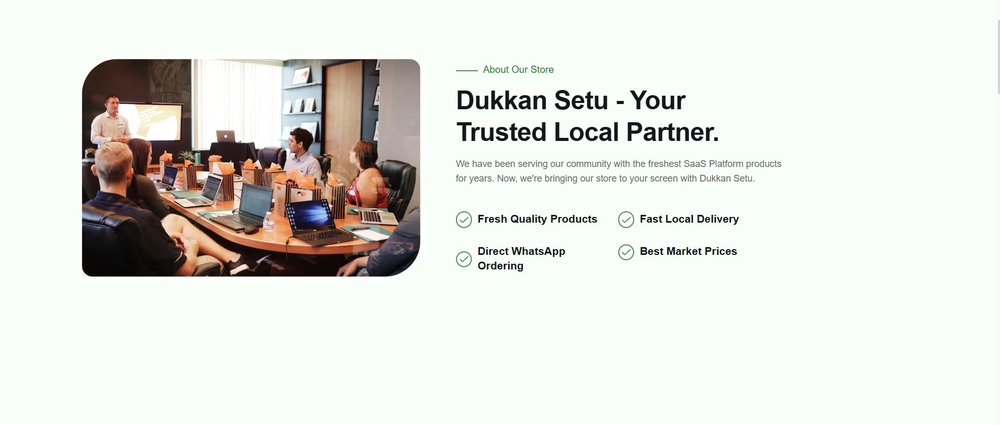 About Our Store
Dukkan Setu - Your
Trusted Local Partner.
We have been serving our community with the freshest SaaS Platform products
for years. Now, we're bringing our store to your screen with Dukkan Setu.
Fresh Quality Products
Fast Local Delivery
Direct WhatsApp
Ordering
Best Market Prices